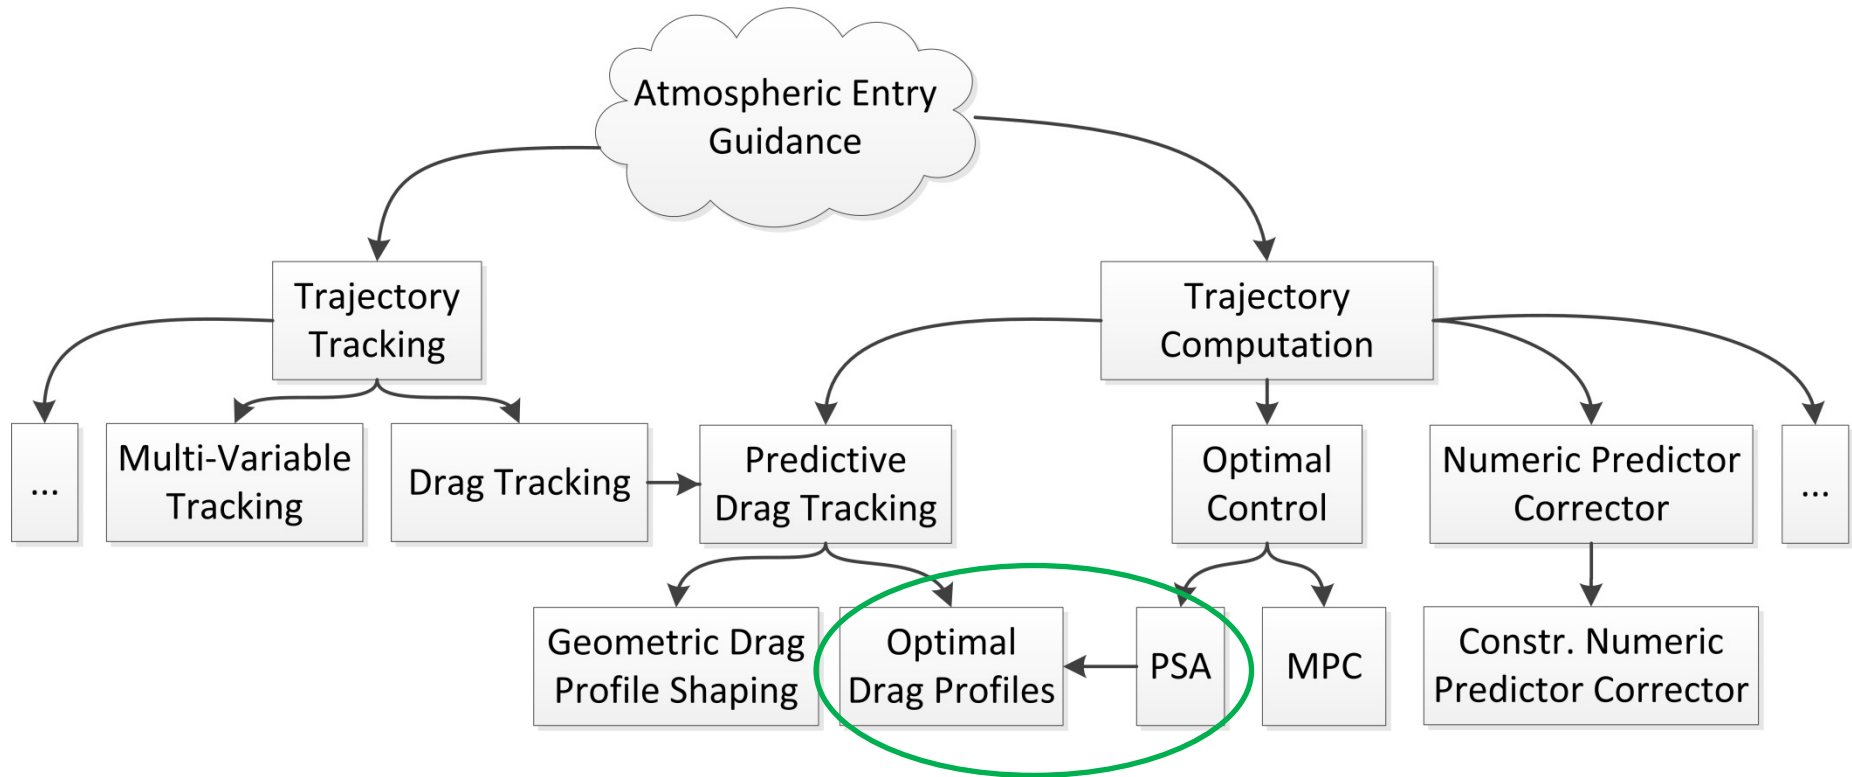 Atmospheric Entry
Guidance
Trajectory
Tracking
Trajectory
Computation
...
Multi-Variable
Tracking
Drag Tracking
Predictive
Drag Tracking
Optimal
Control
Numeric Predictor
Corrector
...
Geometric Drag
Profile Shaping
Optimal
Drag Profiles
PSA
MPC
Constr. Numeric
Predictor Corrector